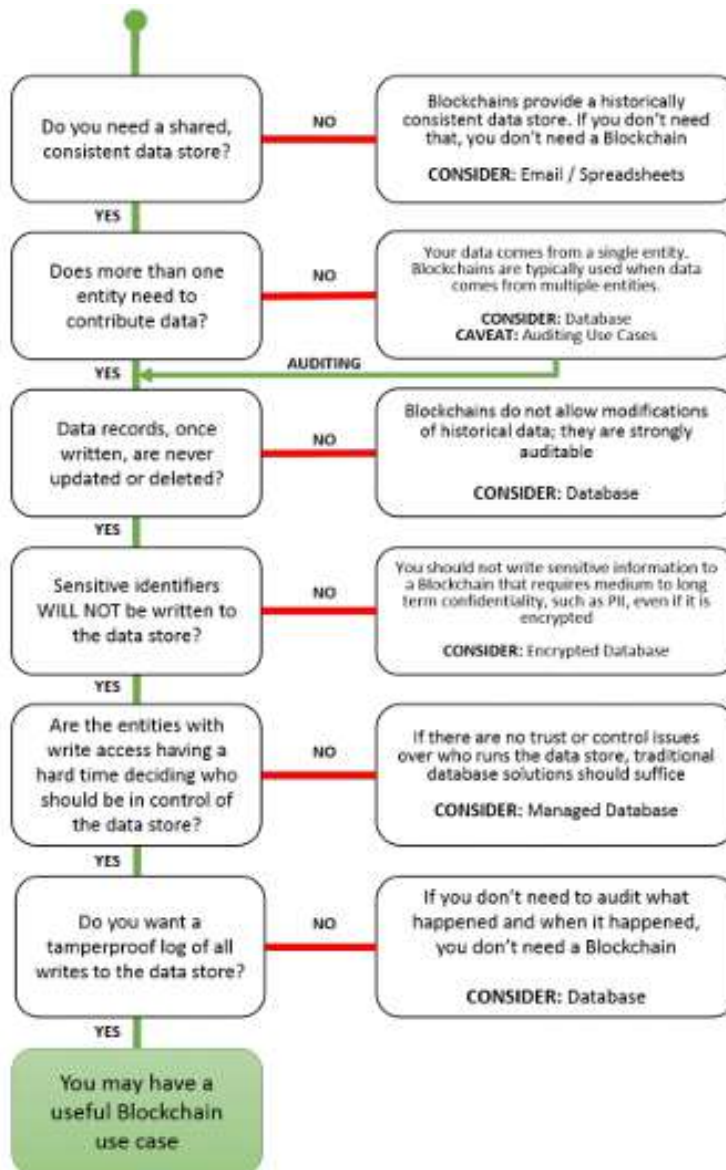 Do you need a shared,
consistent data store?
NO
Blockchains provide a historically
consistent data store. If you don't need
that, you don't need a Blockchain
CONSIDER: Email / Spreadsheets
YES
Does more than one
entity need to
contribute data?
NO
Your data comes from a single entity.
Blockchains are typically used when data
comes from multiple entities.
CONSIDER: Database
CAVEAT: Auditing Use Cases
YES
AUDITING
Data records, once
written, are never
updated or deleted?
NO
Blockchains do not allow modifications
of historical data; they are strongly
auditable
CONSIDER: Database
YES
Sensitive identifiers
WILL NOT be written to
the data store?
NO
You should not write sensitive information to
a Blockchain that requires medium to long
term confidentiality, such as PII, even if it is
encrypted
CONSIDER: Encrypted Database
YES
Are the entities with
write access having a
hard time deciding who
should be in control of
the data store?
NO
If there are no trust or control issues
over who runs the data store, traditional
database solutions should suffice
CONSIDER: Managed Database
YES
Do you want a
tamperproof log of all
writes to the data store?
NO
If you don't need to audit what
happened and when it happened,
you don't need a Blockchain
CONSIDER: Database
YES
You may have a
useful Blockchain
use case